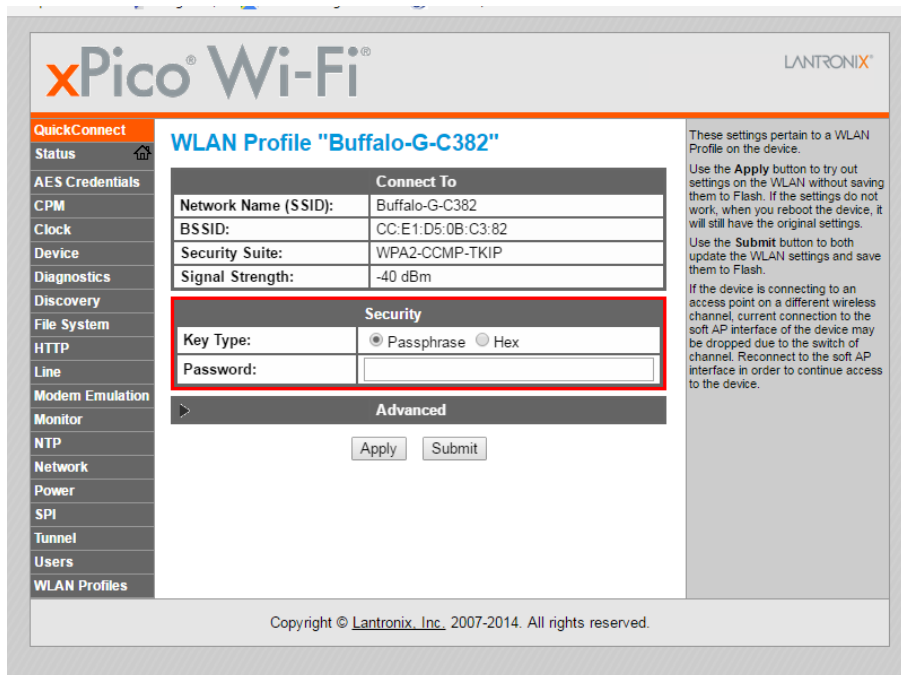 xPico® Wi-Fi®
LANTRONIX®
QuickConnect
Status
AES Credentials
CPM
Clock
Device
Diagnostics
Discovery
File System
HTTP
Line
Modem Emulation
Monitor
NTP
Network
Power
SPI
Tunnel
Users
WLAN Profiles
WLAN Profile "Buffalo-G-C382"
Connect To
Network Name (SSID): Buffalo-G-C382
BSSID: CC:E1:D5:0B:C3:82
Security Suite: WPA2-CCMP-TKIP
Signal Strength: -40 dBm
Security
Key Type: Passphrase Hex
Password:
Advanced
Apply Submit
These settings pertain to a WLAN
Profile on the device.
Use the Apply button to try out
settings on the WLAN without saving
them to Flash. If the settings do not
work, when you reboot the device, it
will still have the original settings.
Use the Submit button to both
update the WLAN settings and save
them to Flash.
If the device is connecting to an
access point on a different wireless
channel, current connection to the
soft AP interface of the device may
be dropped due to the switch of
channel. Reconnect to the soft AP
interface in order to continue access
to the device.
Copyright © Lantronix, Inc. 2007-2014. All rights reserved.